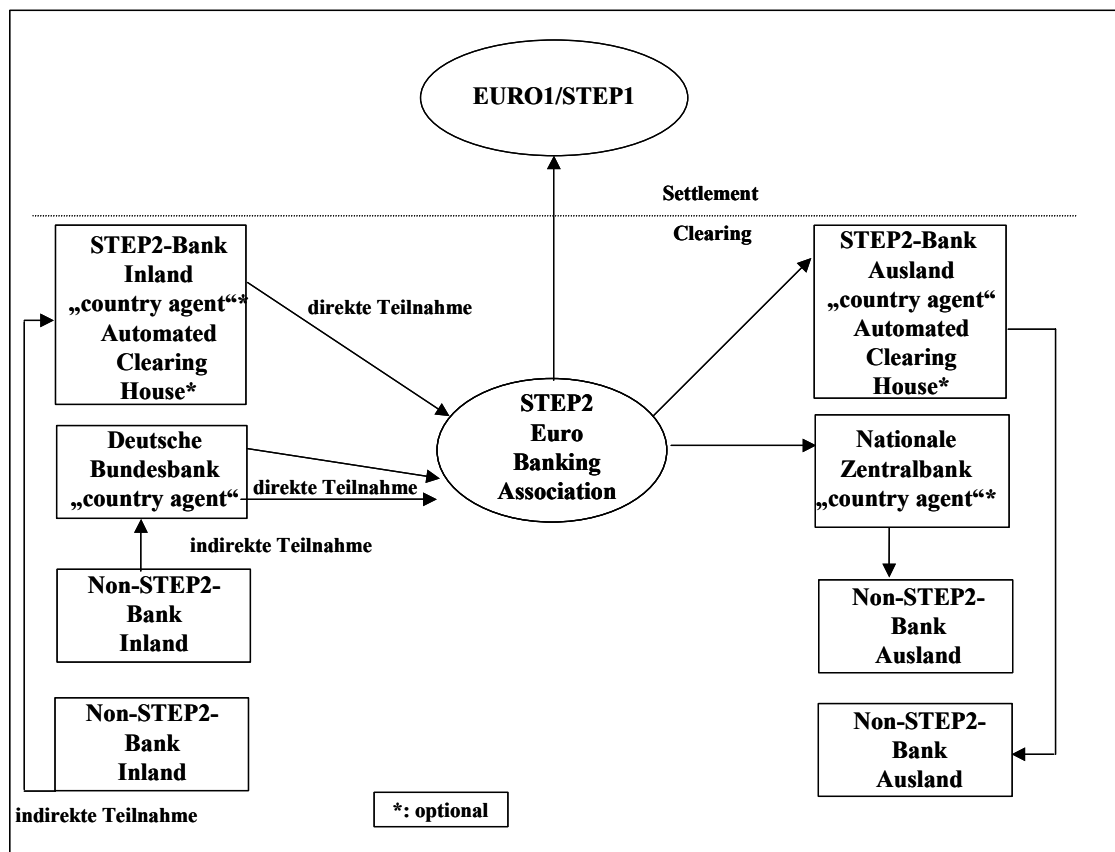 EURO1/STEP1
Settlement
Clearing
STEP2-Bank
Inland
„country agent“*
Automated
Clearing
House*
direkte Teilnahme
STEP2-Bank
Ausland
„country agent“
Automated
Clearing
House*
STEP2
Euro
Banking
Association
Deutsche
Bundesbank
„country agent“
direkte Teilnahme
Nationale
Zentralbank
„country agent“*
indirekte Teilnahme
Non-STEP2-
Bank
Inland
Non-STEP2-
Bank
Ausland
Non-STEP2-
Bank
Inland
Non-STEP2-
Bank
Ausland
indirekte Teilnahme
*: optional